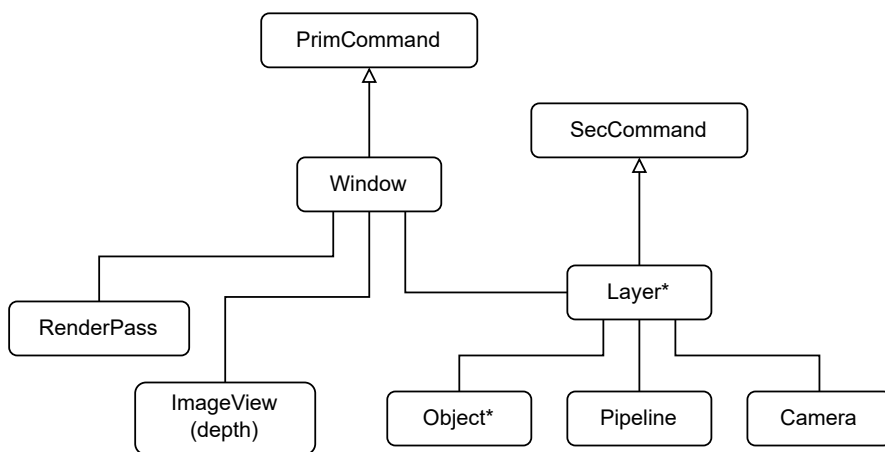 PrimCommand
SecCommand
Window
Layer*
RenderPass
ImageView
(depth)
Object*
Pipeline
Camera